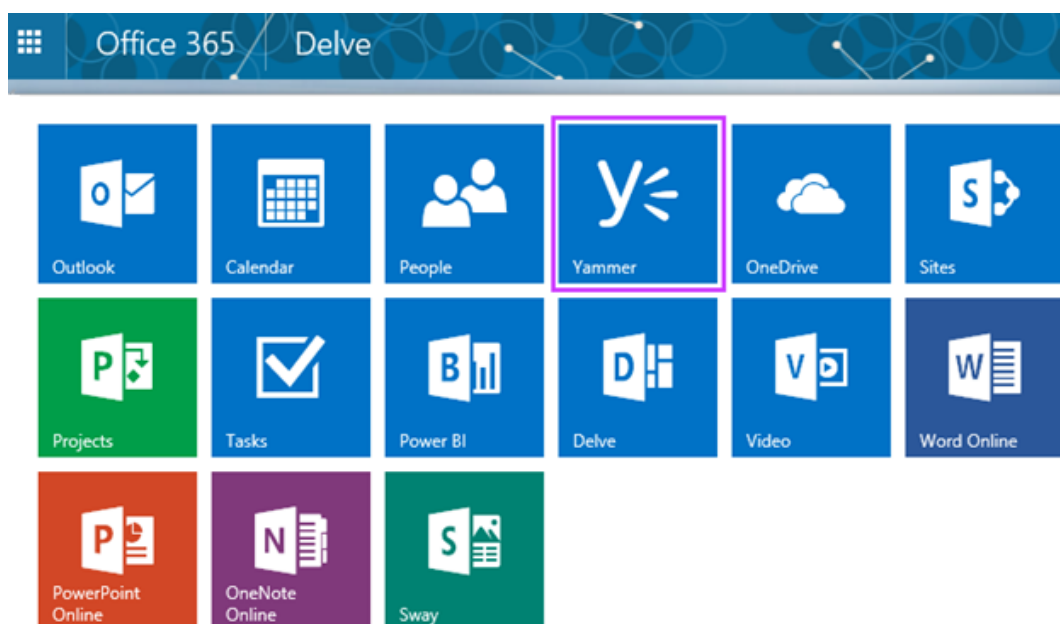 Office 365 Delve
Outlook
Calendar
People
Yammer
OneDrive
Sites
Projects
Tasks
Power BI
Delve
Video
Word Online
PowerPoint
Online
OneNote
Online
Sway